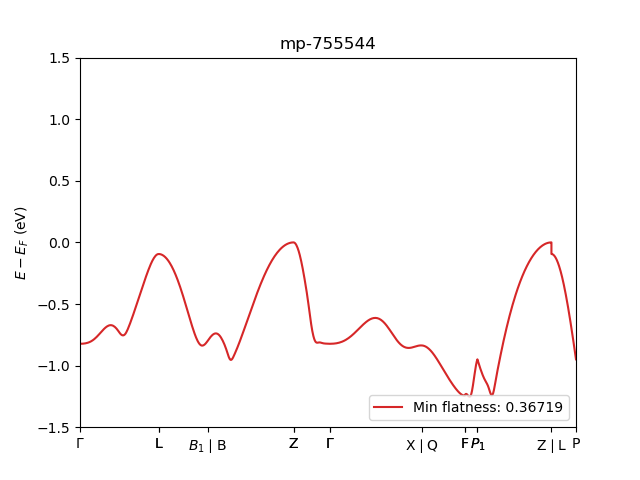 mp-755544
E − E_F (eV)
1.5
1.0
0.5
0.0
−0.5
−1.0
−1.5
Min flatness: 0.36719
Γ L B₁ | B Z Γ X | Q F P₁ Z | L P